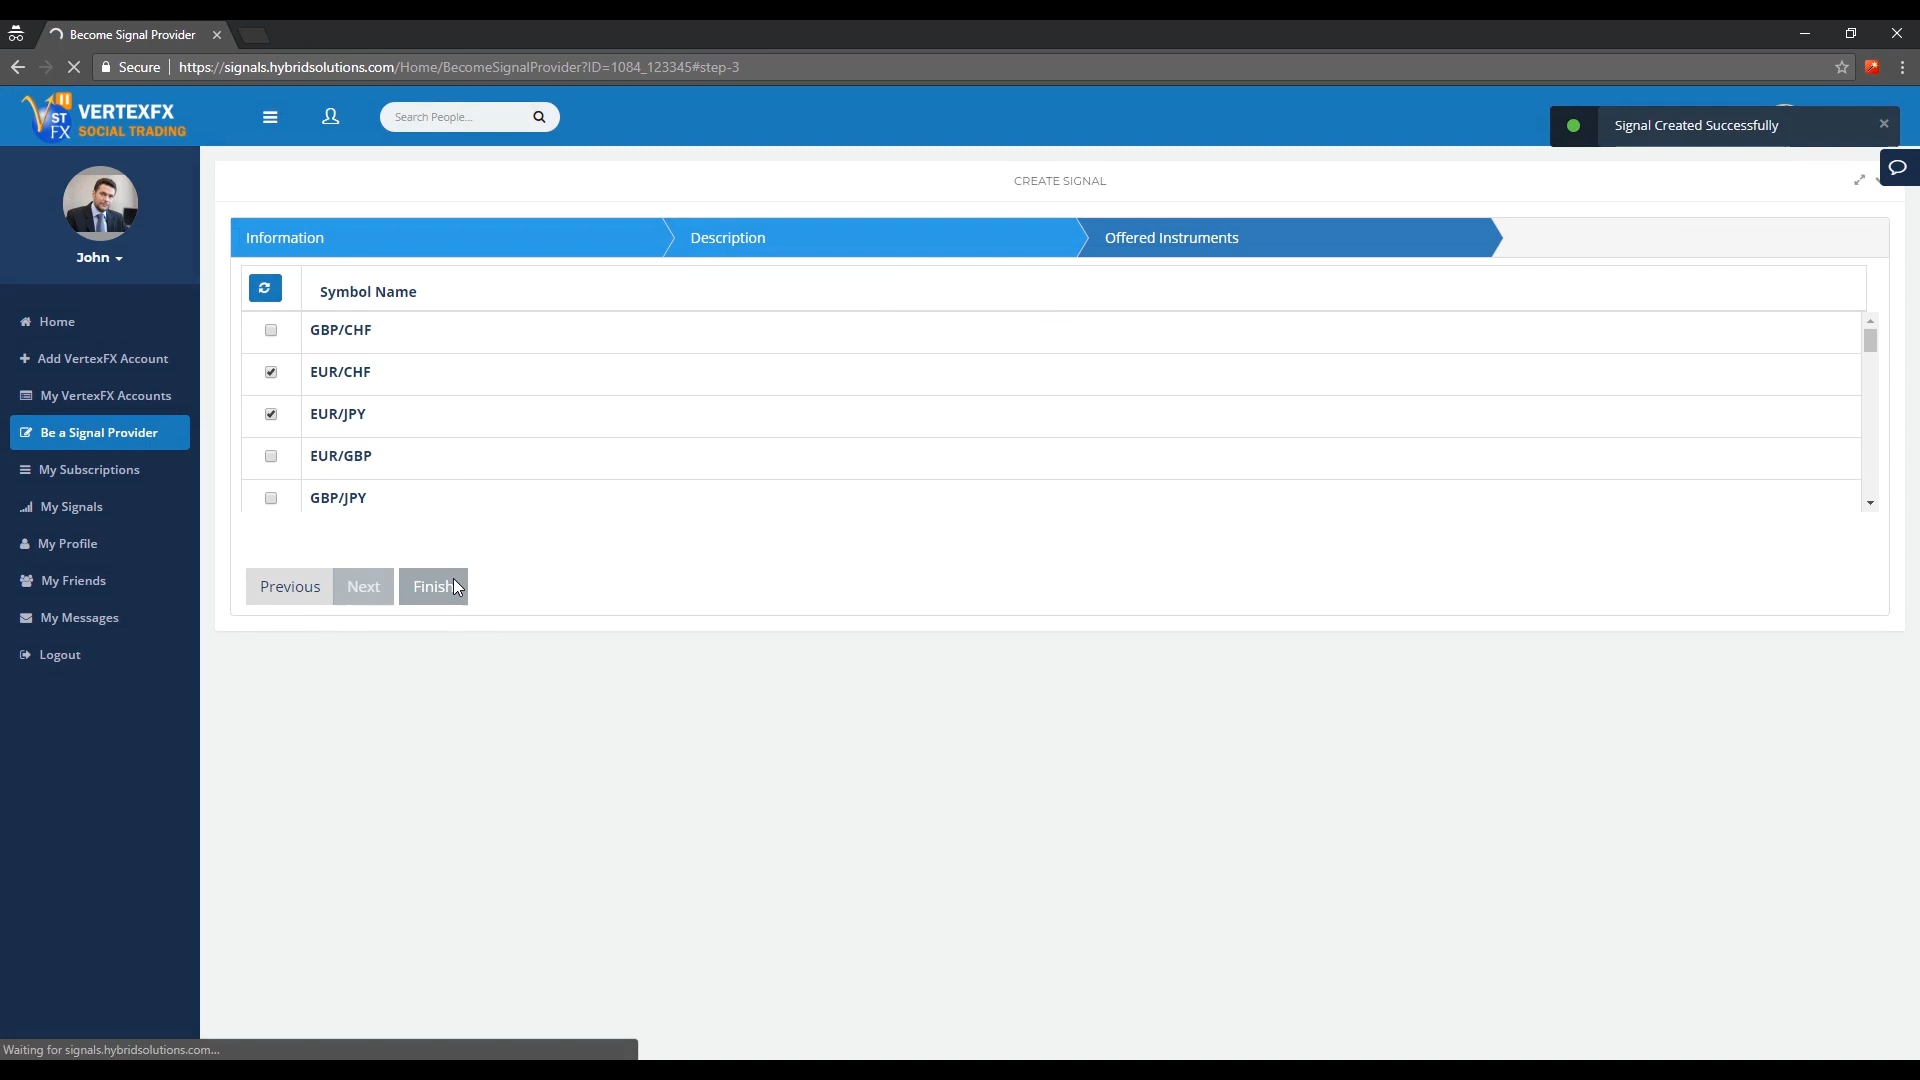 Become Signal Provider
Secure https://signals.hybridsolutions.com/Home/BecomeSignalProvider?ID=1084_123345#step-3
ST FX VERTEXFX
SOCIAL TRADING
Search People...
Signal Created Successfully
John
Home
Add VertexFX Account
My VertexFX Accounts
Be a Signal Provider
My Subscriptions
My Signals
My Profile
My Friends
My Messages
Logout
CREATE SIGNAL
Information Description Offered Instruments
Symbol Name
GBP/CHF
EUR/CHF
EUR/JPY
EUR/GBP
GBP/JPY
Previous Next Finish
Waiting for signals.hybridsolutions.com...